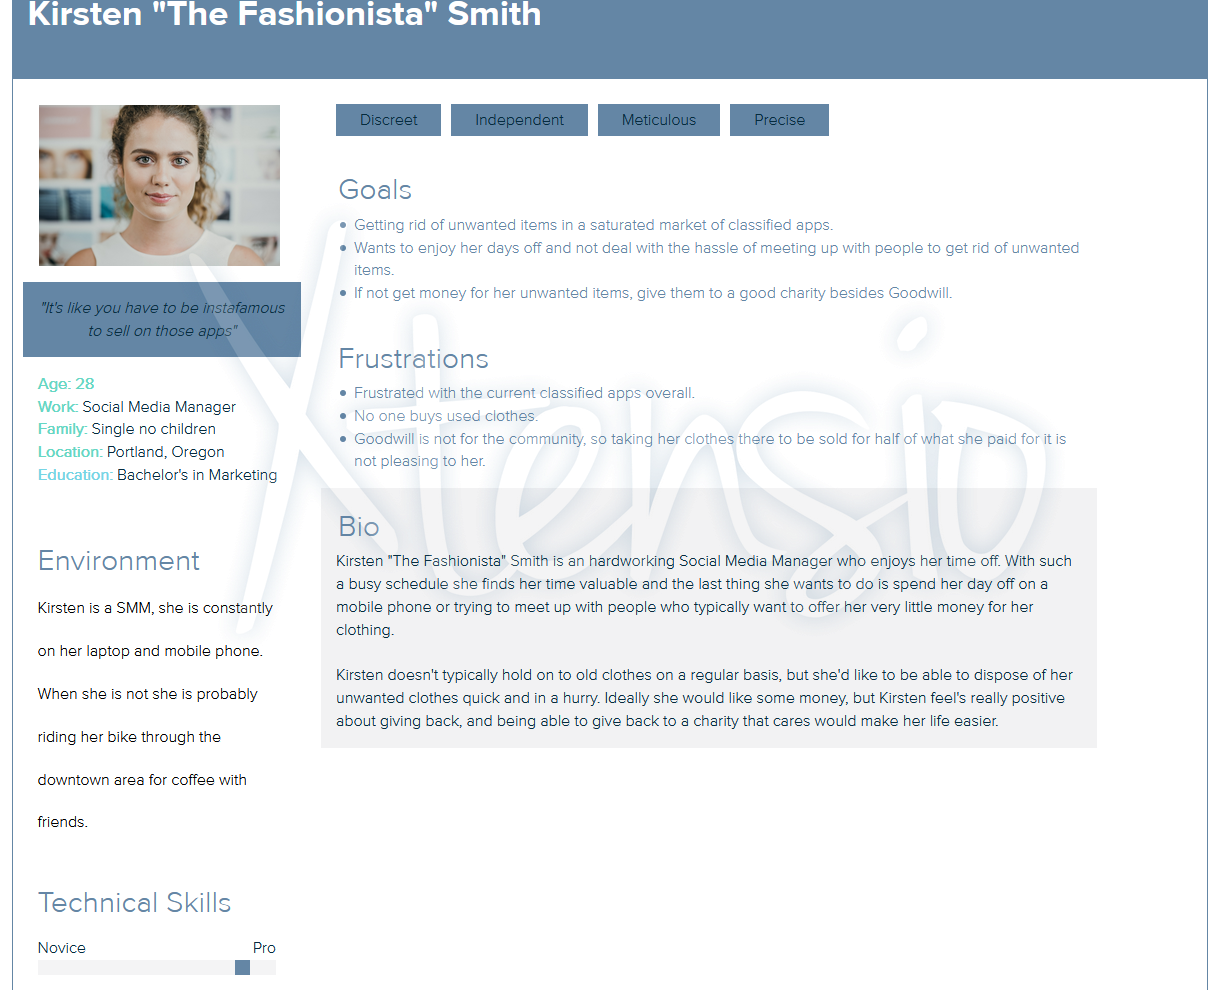 Kirsten "The Fashionista" Smith
Discreet
Independent
Meticulous
Precise
"It's like you have to be instafamous
to sell on those apps"
Age: 28
Work: Social Media Manager
Family: Single no children
Location: Portland, Oregon
Education: Bachelor's in Marketing
Environment
Kirsten is a SMM, she is constantly
on her laptop and mobile phone.
When she is not she is probably
riding her bike through the
downtown area for coffee with
friends.
Technical Skills
Novice
Pro
Goals
Getting rid of unwanted items in a saturated market of classified apps.
Wants to enjoy her days off and not deal with the hassle of meeting up with people to get rid of unwanted
items.
If not get money for her unwanted items, give them to a good charity besides Goodwill.
Frustrations
Frustrated with the current classified apps overall.
No one buys used clothes.
Goodwill is not for the community, so taking her clothes there to be sold for half of what she paid for it is
not pleasing to her.
Bio
Kirsten "The Fashionista" Smith is an hardworking Social Media Manager who enjoys her time off. With such
a busy schedule she finds her time valuable and the last thing she wants to do is spend her day off on a
mobile phone or trying to meet up with people who typically want to offer her very little money for her
clothing.
Kirsten doesn't typically hold on to old clothes on a regular basis, but she'd like to be able to dispose of her
unwanted clothes quick and in a hurry. Ideally she would like some money, but Kirsten feel's really positive
about giving back, and being able to give back to a charity that cares would make her life easier.
Xtensio